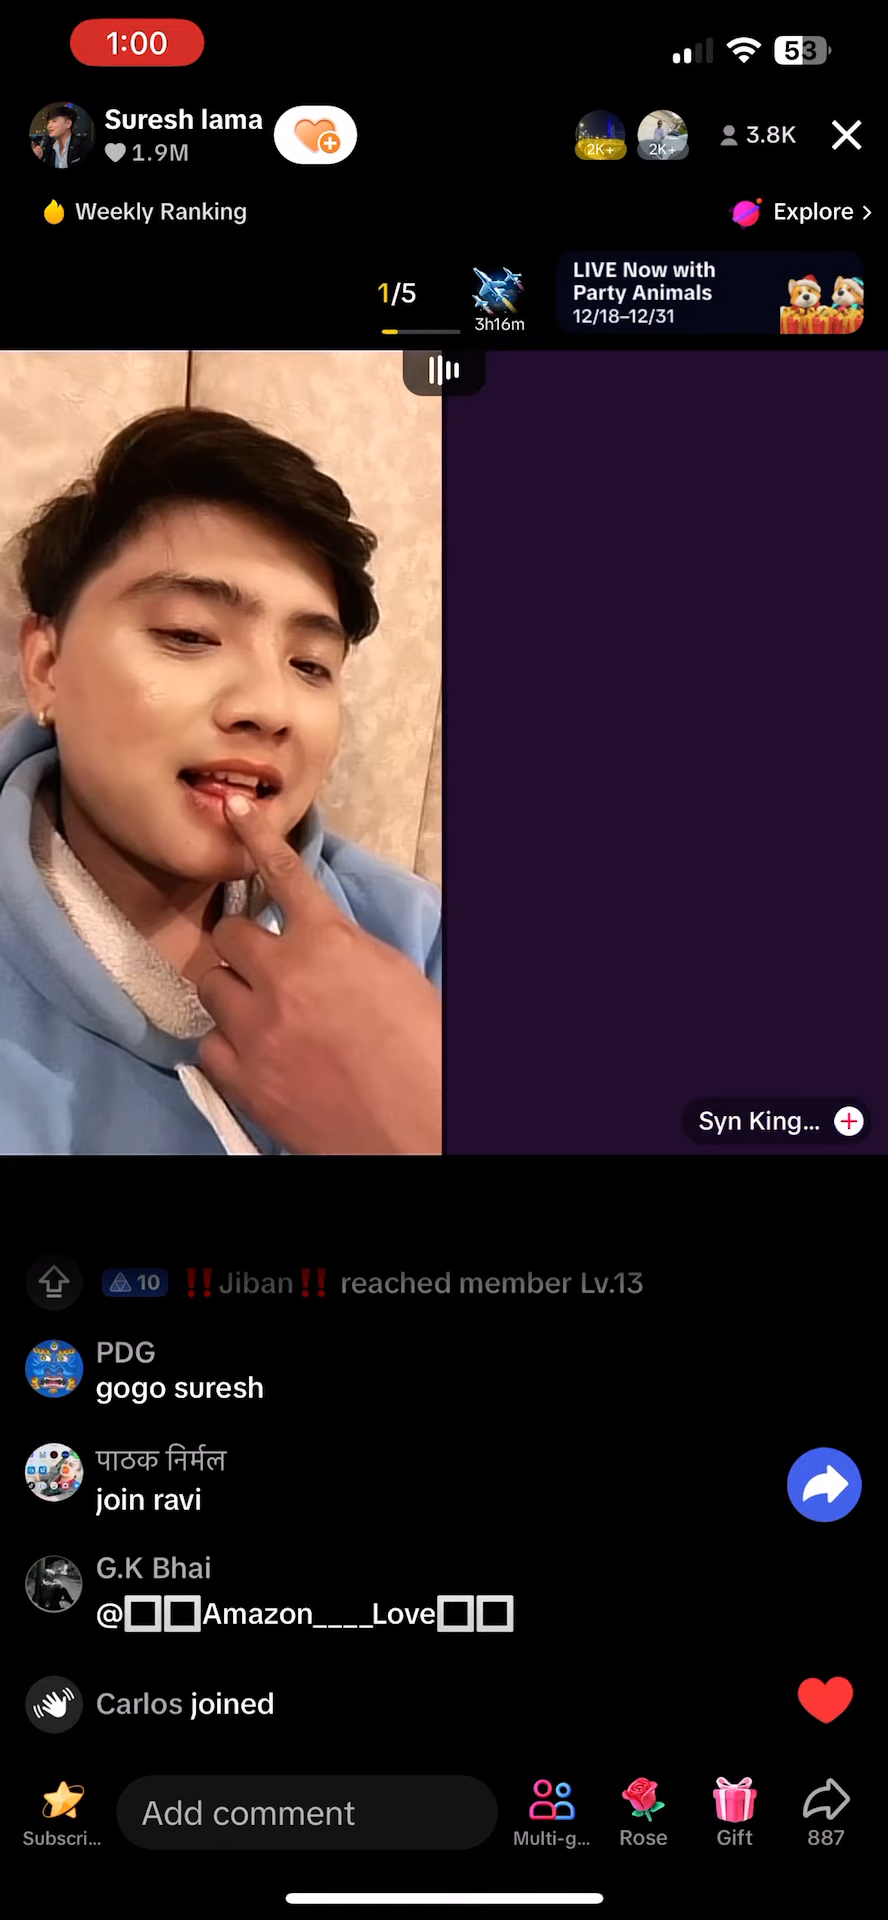 1:00
53
Suresh lama
1.9M
2K+
2K+
3.8K
Weekly Ranking
Explore
1/5
3h16m
LIVE Now with
Party Animals
12/18–12/31
Syn King...
10 ‼️Jiban‼️ reached member Lv.13
PDG
gogo suresh
पाठक निर्मल
join ravi
G.K Bhai
@🔲🔲Amazon____Love🔲🔲
Carlos joined
Add comment
Subscri...
Multi-g...
Rose
Gift
887